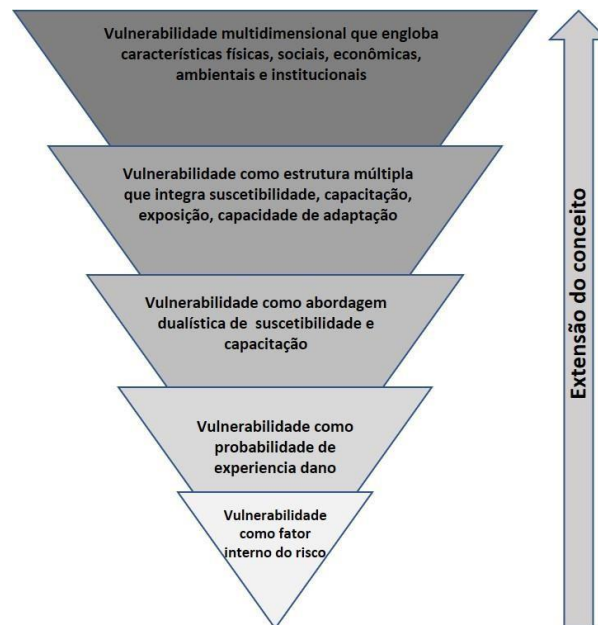 Vulnerabilidade multidimensional que engloba
características físicas, sociais, econômicas,
ambientais e institucionais
Vulnerabilidade como estrutura múltipla
que integra suscetibilidade, capacitação,
exposição, capacidade de adaptação
Vulnerabilidade como abordagem
dualística de suscetibilidade e
capacitação
Vulnerabilidade como
probabilidade de
experiencia dano
Vulnerabilidade
como fator
interno do risco
Extensão do conceito